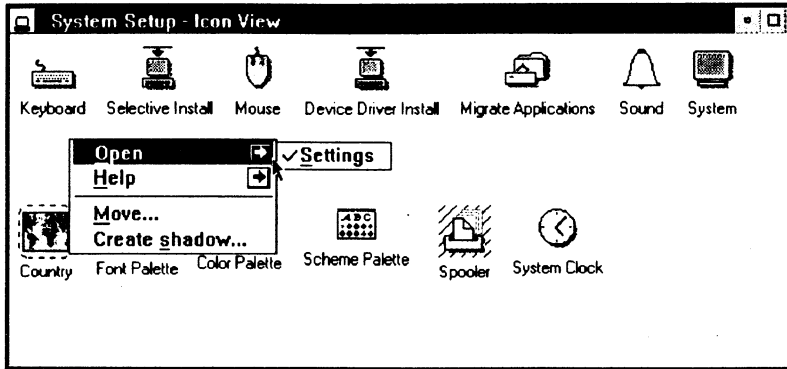 System Setup - Icon View
Keyboard Selective Install Mouse Device Driver Install Migrate Applications Sound System
Open Settings
Help
Move...
Create shadow...
ABC
Country Font Palette Color Palette Scheme Palette Spooler System Clock